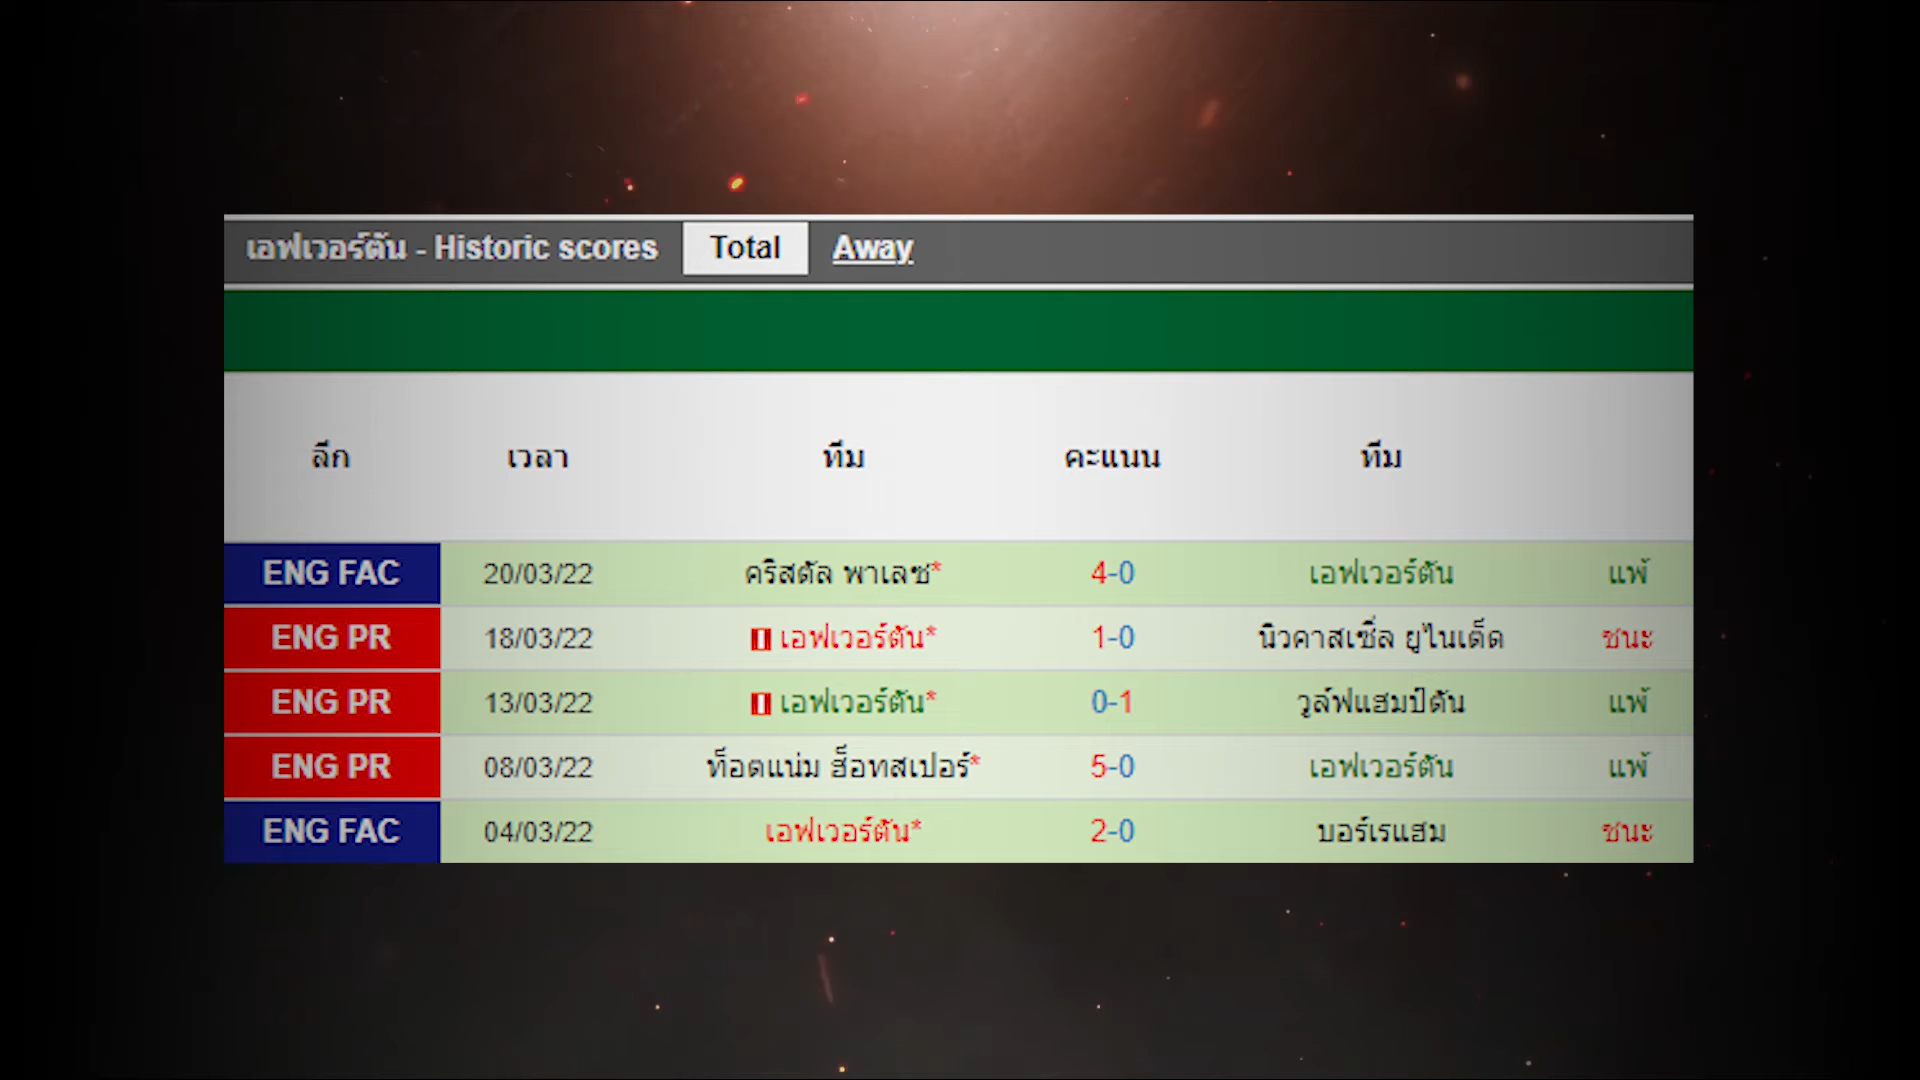 เอฟเวอร์ตัน - Historic scores Total Away
ลีก เวลา ทีม คะแนน ทีม
ENG FAC 20/03/22 คริสตัล พาเลซ* 4-0 เอฟเวอร์ตัน แพ้
ENG PR 18/03/22 เอฟเวอร์ตัน* 1-0 นิวคาสเซิ่ล ยูไนเต็ด ชนะ
ENG PR 13/03/22 เอฟเวอร์ตัน* 0-1 วูล์ฟแฮมป์ตัน แพ้
ENG PR 08/03/22 ท็อตแน่ม ฮ็อทสเปอร์* 5-0 เอฟเวอร์ตัน แพ้
ENG FAC 04/03/22 เอฟเวอร์ตัน* 2-0 บอร์เรแฮม ชนะ